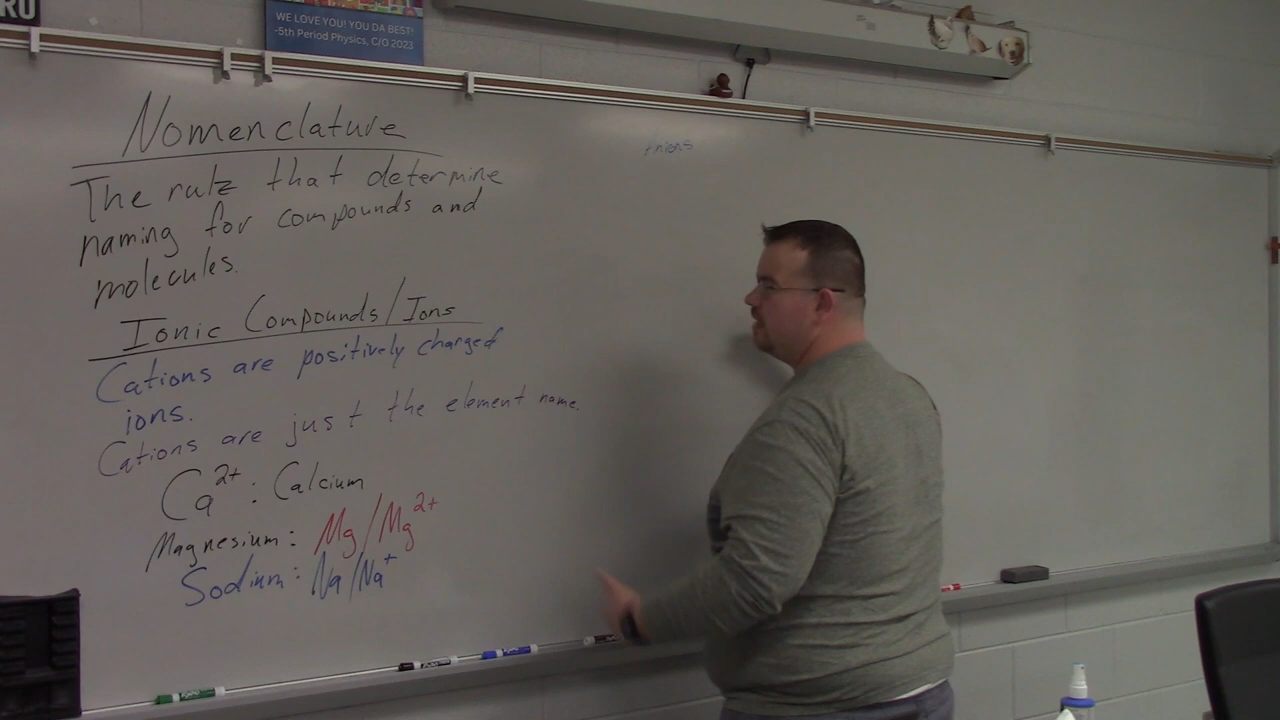 RU
WE LOVE YOU! YOU DA BEST!
-5th Period Physics, C/O 2023
Nomenclature
The rule that determine
naming for compounds and
molecules.
Ionic Compounds/Ions
Cations are positively charged
ions.
Cations are just the element name.
Ca²⁺: Calcium
Magnesium: Mg/Mg²⁺
Sodium: Na/Na⁺